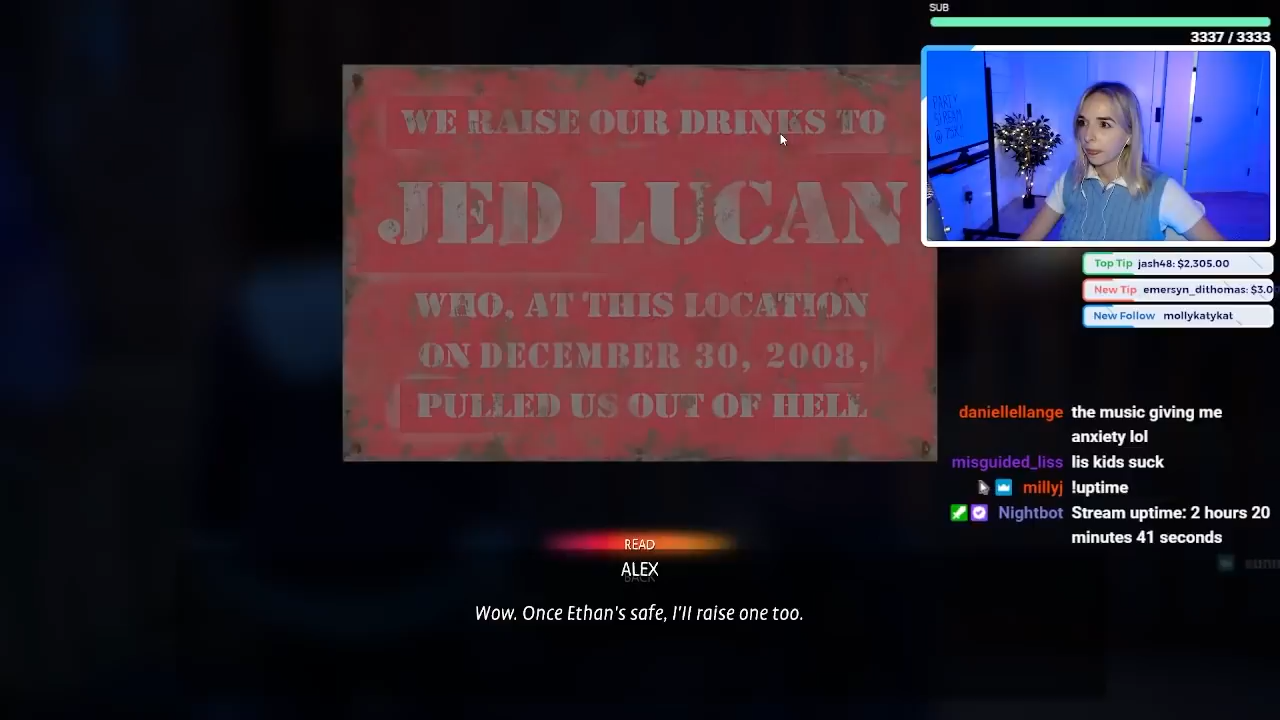 SUB
3337 / 3333
WE RAISE OUR DRINKS TO
JED LUCAN
WHO, AT THIS LOCATION
ON DECEMBER 30, 2008,
PULLED US OUT OF HELL
PARTY
STREAM
Top Tip jash48: $2,305.00
New Tip emersyn_dithomas: $3.0
New Follow mollykatykat
daniellellange the music giving me
anxiety lol
misguided_liss lis kids suck
millyj !uptime
Nightbot Stream uptime: 2 hours 20
minutes 41 seconds
READ
ALEX
BACK
Wow. Once Ethan's safe, I'll raise one too.